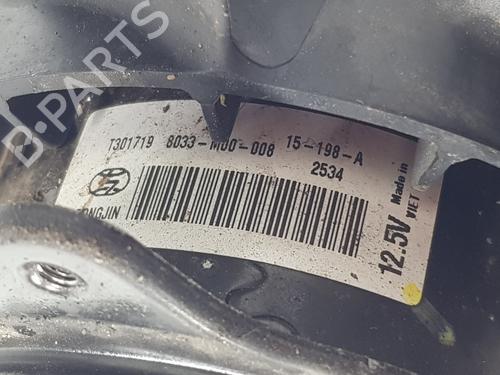 B-PARTS
T301719 8033-M00-008 15-198-A
2534
12.5V Made in
VIET